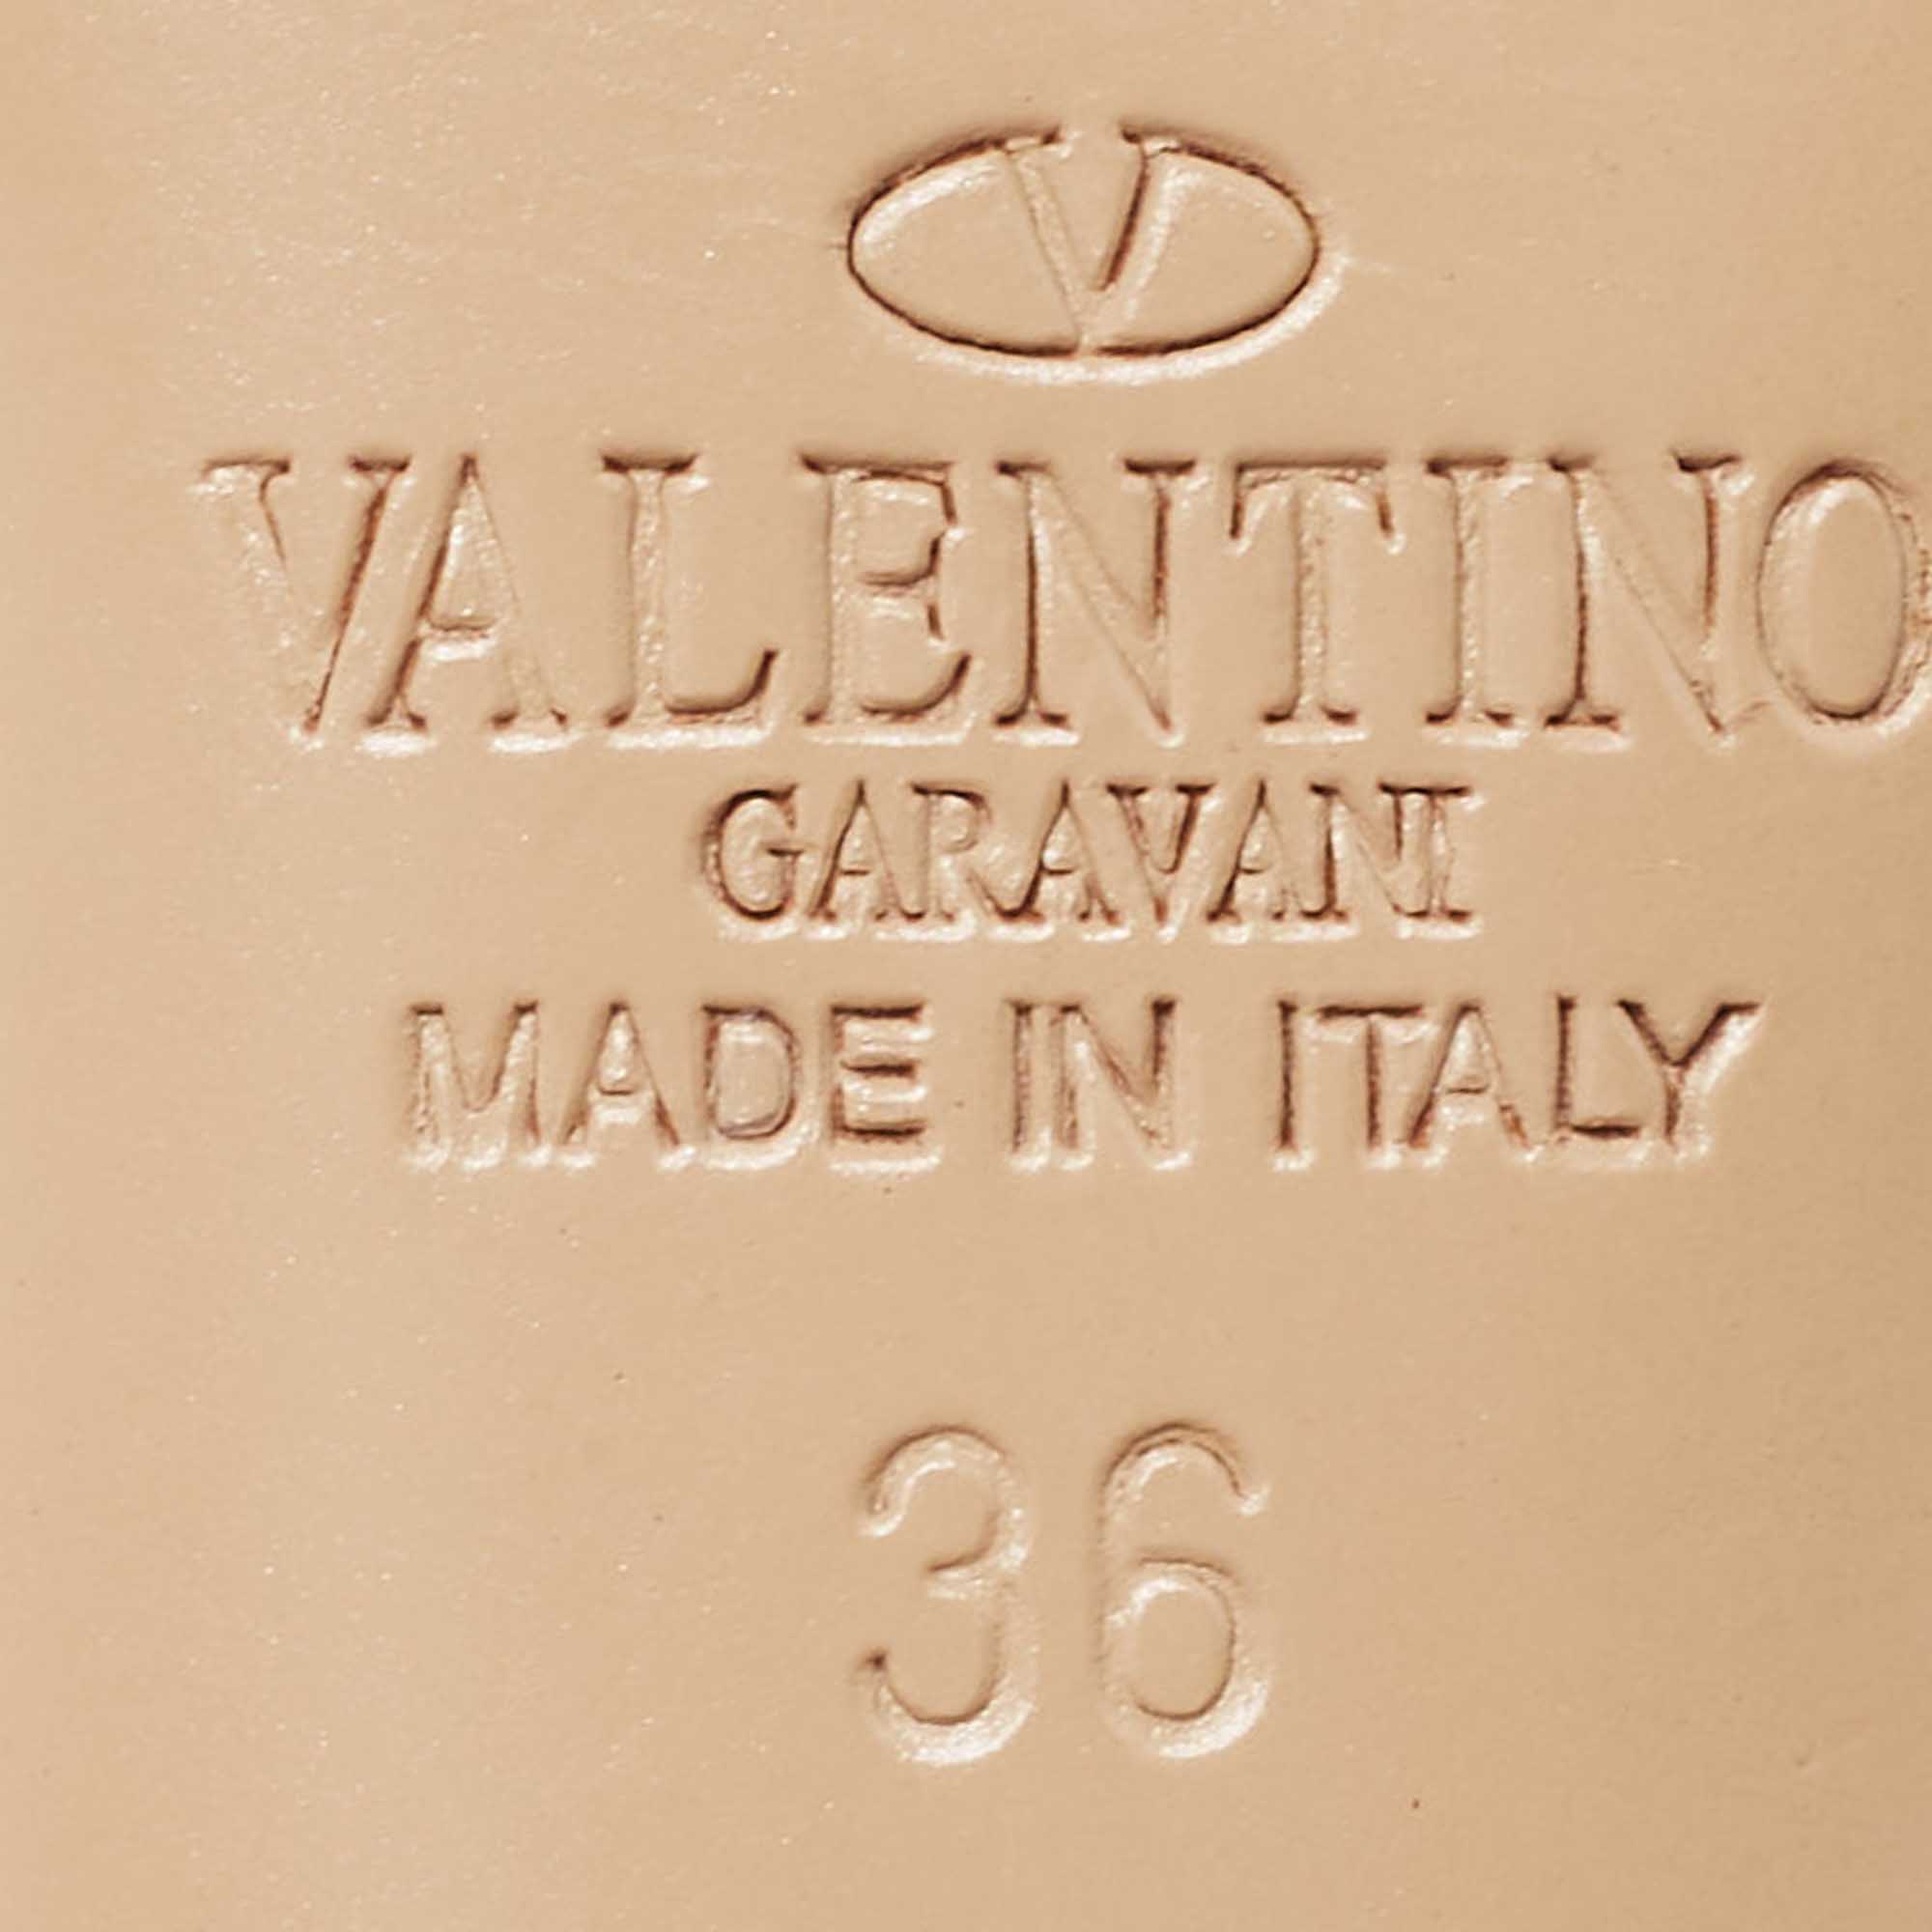 V
VALENTINO
GARAVANI
MADE IN ITALY
36